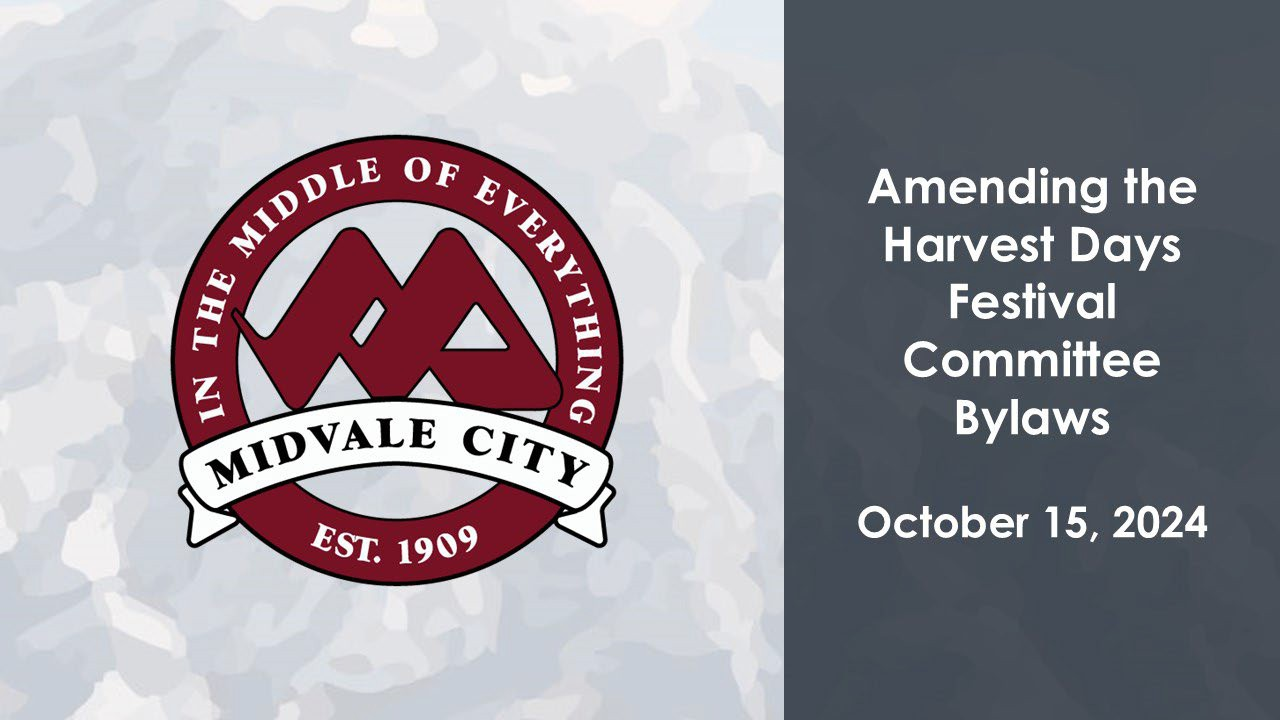 IN THE MIDDLE OF EVERYTHING
MIDVALE CITY
EST. 1909
Amending the
Harvest Days
Festival
Committee
Bylaws
October 15, 2024